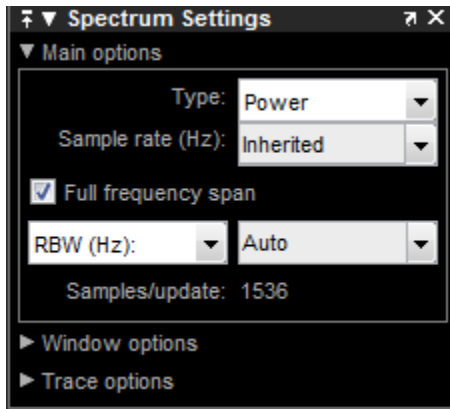 Spectrum Settings
Main options
Type: Power
Sample rate (Hz): Inherited
Full frequency span
RBW (Hz): Auto
Samples/update: 1536
Window options
Trace options